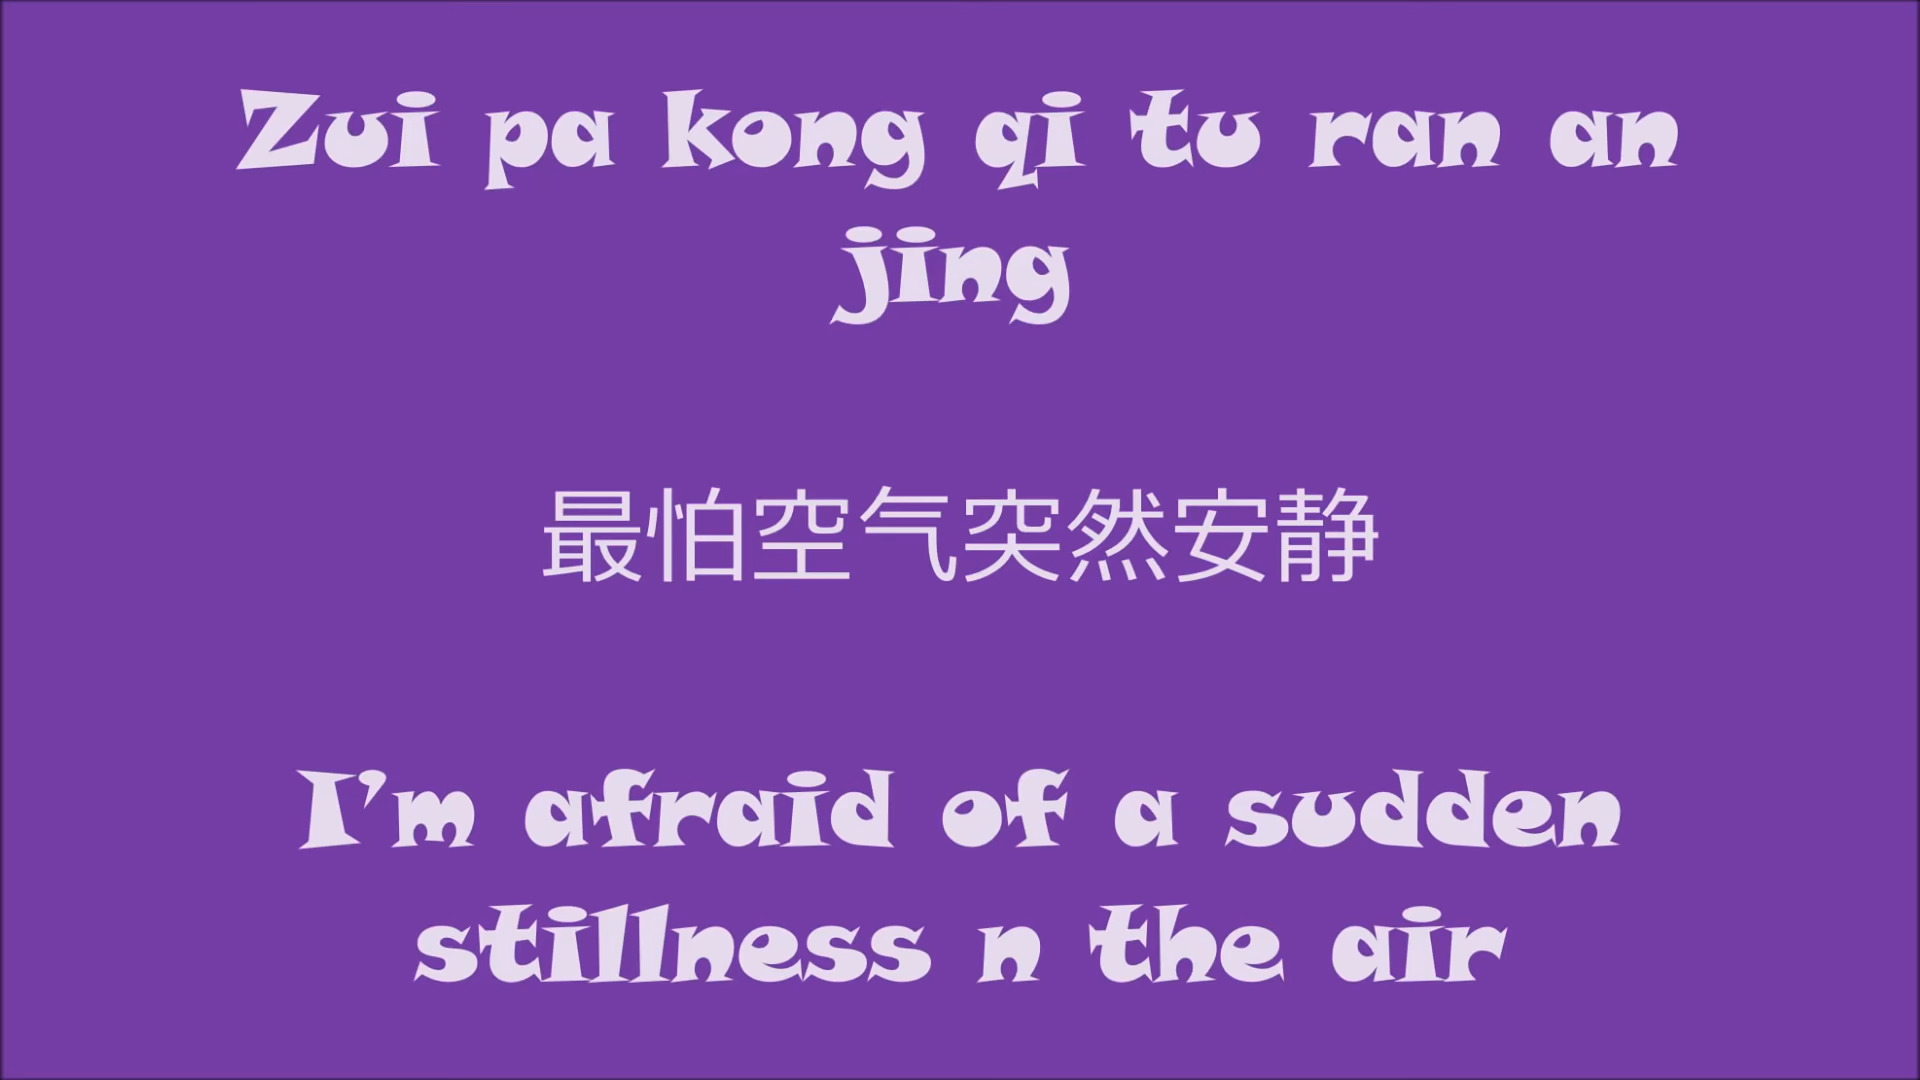 Zui pa kong qi tu ran an
jing
最怕空气突然安静
I'm afraid of a sudden
stillness n the air